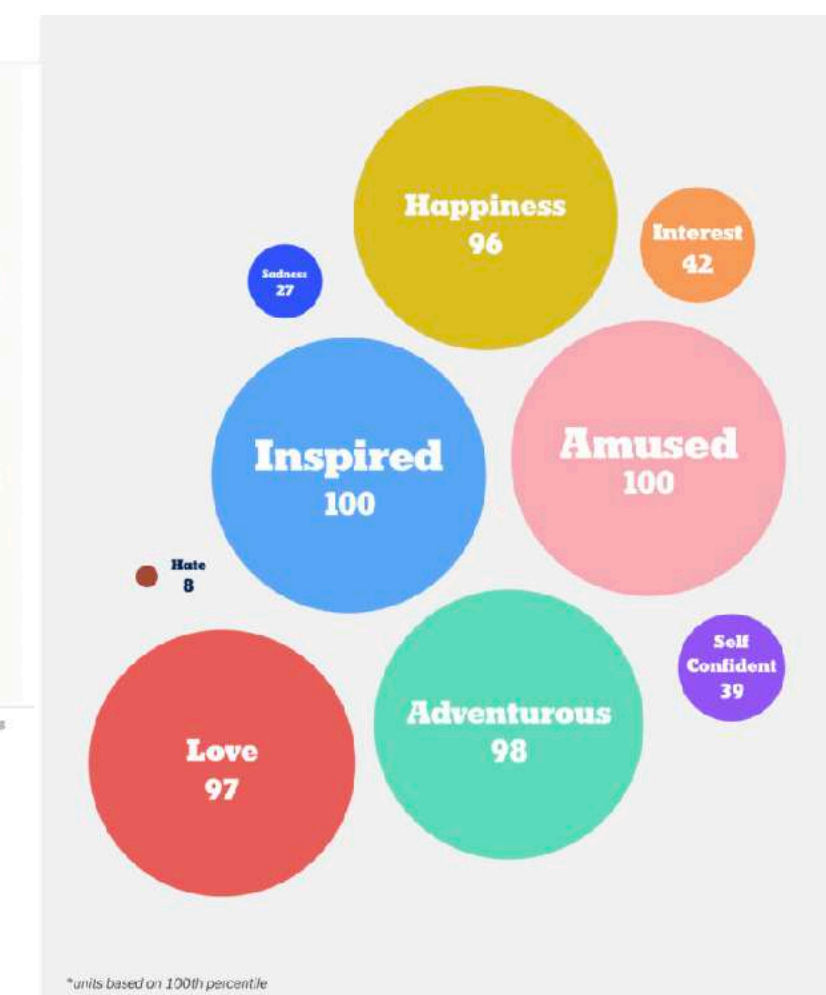 Happiness
96
Interest
42
Sadness
27
Inspired
100
Amused
100
Hate
8
Self
Confident
39
Love
97
Adventurous
98
*units based on 100th percentile